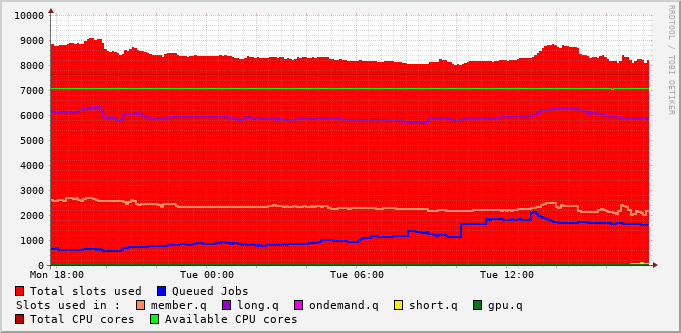 10000
9000
8000
7000
6000
5000
4000
3000
2000
1000
0
Mon 18:00 Tue 00:00 Tue 06:00 Tue 12:00
RRDTOOL / TOBI OETIKER
Total slots used Queued Jobs
Slots used in : member.q long.q ondemand.q short.q gpu.q
Total CPU cores Available CPU cores